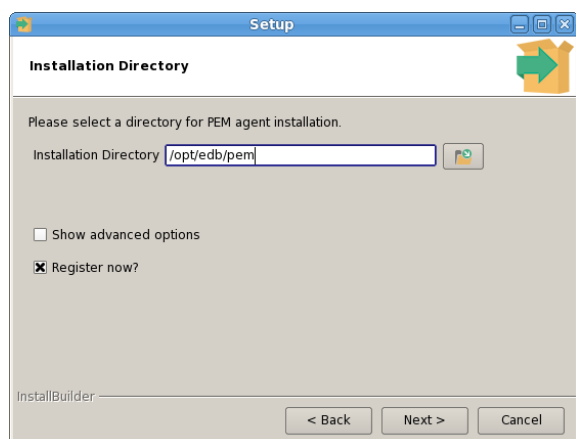 Setup
Installation Directory
Please select a directory for PEM agent installation.
Installation Directory /opt/edb/pem
Show advanced options
Register now?
InstallBuilder
< Back Next > Cancel